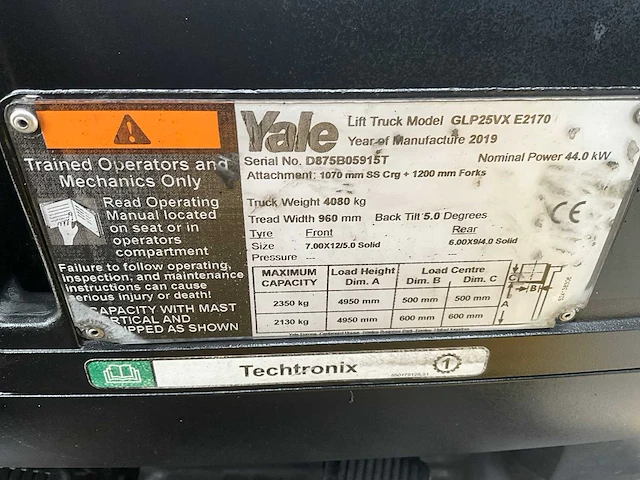 Trained Operators and
Mechanics Only
Read Operating
Manual located
on seat or in
operators
compartment
Failure to follow operating,
inspection, and maintenance
instructions can cause
serious injury or death!
CAPACITY WITH MAST
VERTICAL AND
EQUIPPED AS SHOWN
Yale
Lift Truck Model GLP25VX E2170
Year of Manufacture 2019
Serial No. D875B05915T Nominal Power 44.0 kW
Attachment: 1070 mm SS Crg + 1200 mm Forks
Truck Weight 4080 kg
Tread Width 960 mm Back Tilt 5.0 Degrees
Tyre Front Rear
Size 7.00X12/5.0 Solid 6.00X9/4.0 Solid
Pressure --- ---
CE
MAXIMUM CAPACITY Load Height Dim. A Load Centre Dim. B Dim. C
2350 kg 4950 mm 500 mm 500 mm
2130 kg 4950 mm 600 mm 600 mm
C
B
A
Techtronix
1